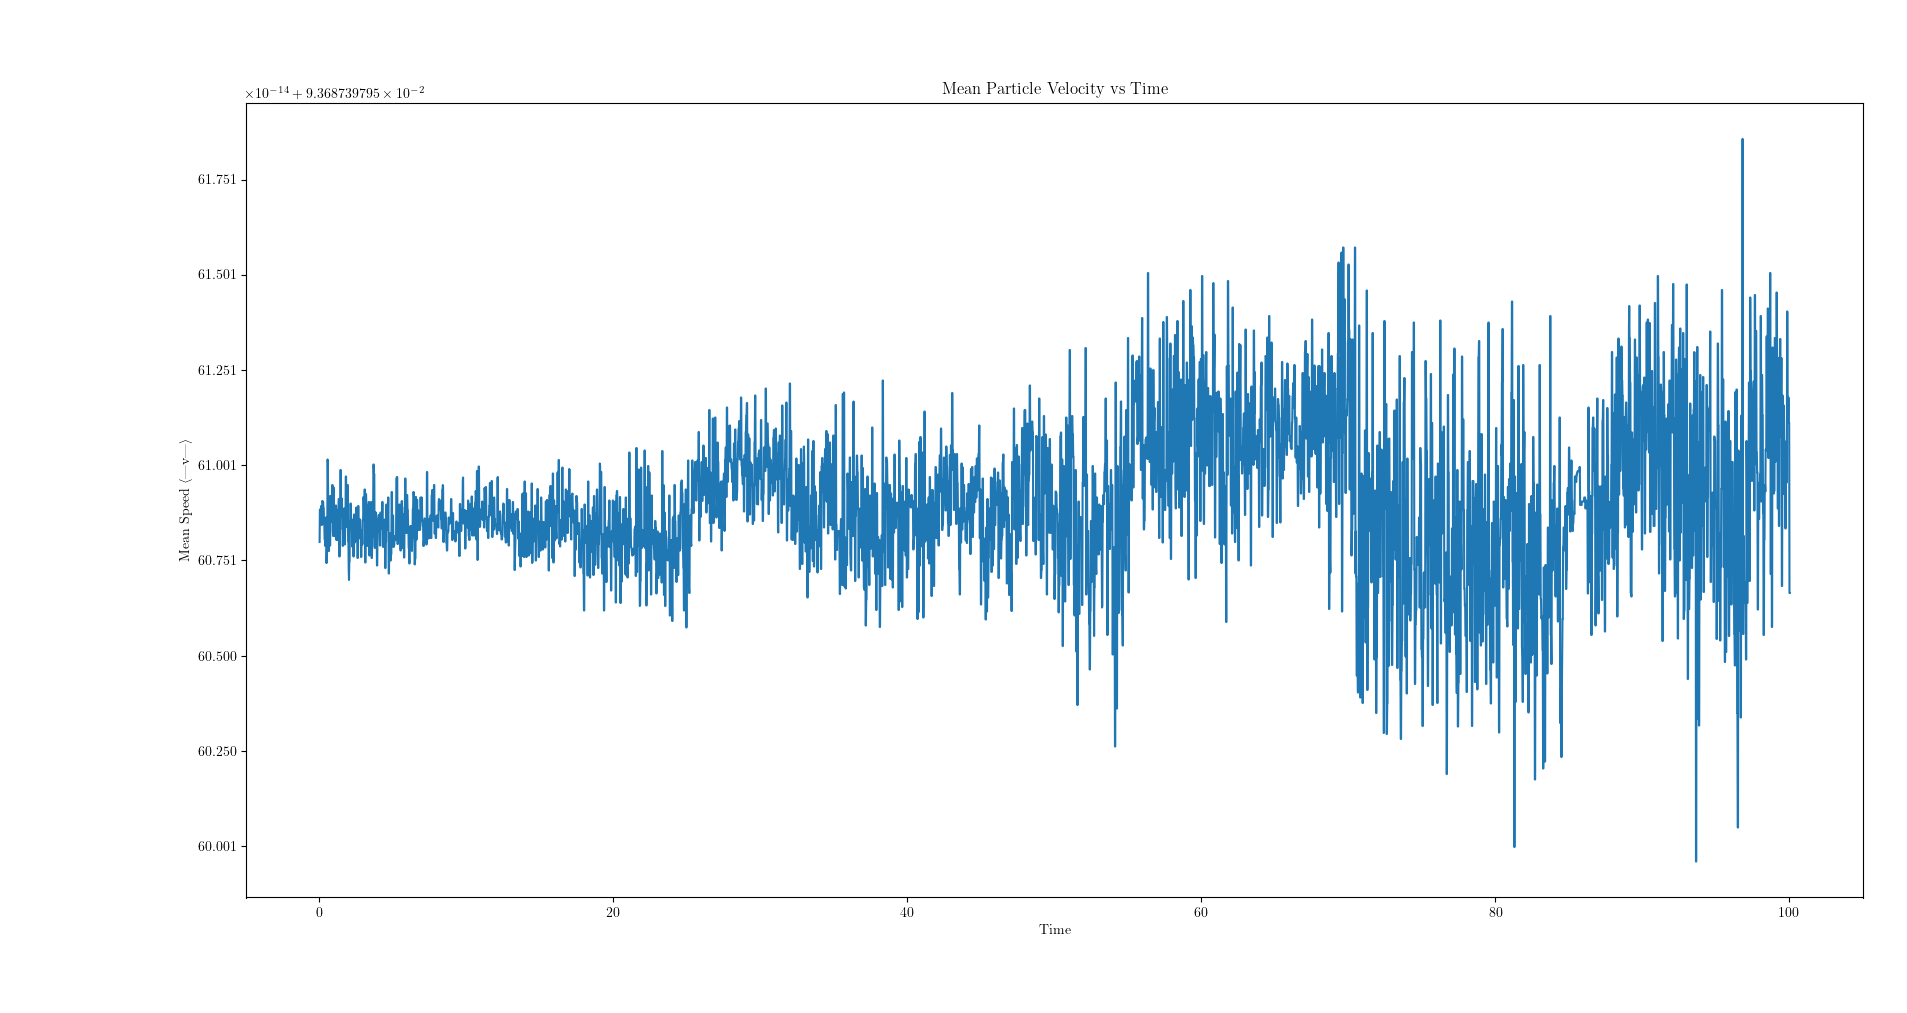 Mean Particle Velocity vs Time
×10⁻¹⁴ + 9.368739795 × 10⁻²
61.751
61.501
61.251
61.001
60.751
60.500
60.250
60.001
Mean Speed ⟨—v—⟩
0 20 40 60 80 100
Time